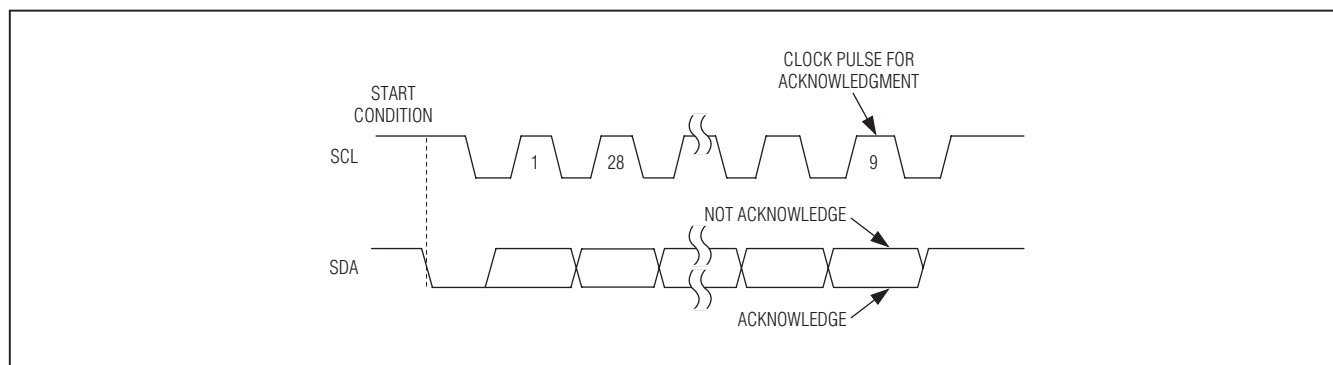 CLOCK PULSE FOR
ACKNOWLEDGMENT
START
CONDITION
SCL
1
28
9
NOT ACKNOWLEDGE
SDA
ACKNOWLEDGE